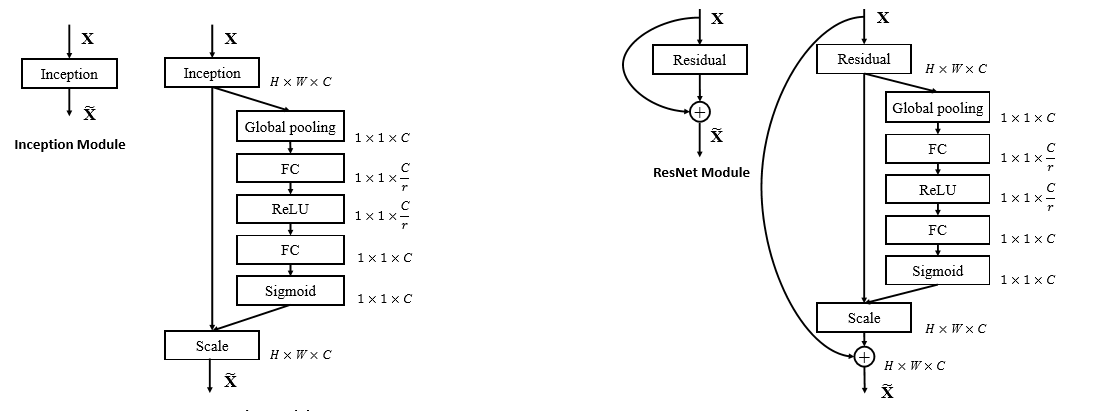 X
Inception
X̃
Inception Module
X
Inception
H × W × C
Global pooling
1 × 1 × C
FC
1 × 1 × C/r
ReLU
1 × 1 × C/r
FC
1 × 1 × C
Sigmoid
1 × 1 × C
Scale
H × W × C
X̃
X
Residual
+
X̃
ResNet Module
X
Residual
H × W × C
Global pooling
1 × 1 × C
FC
1 × 1 × C/r
ReLU
1 × 1 × C/r
FC
1 × 1 × C
Sigmoid
1 × 1 × C
Scale
H × W × C
+
H × W × C
X̃